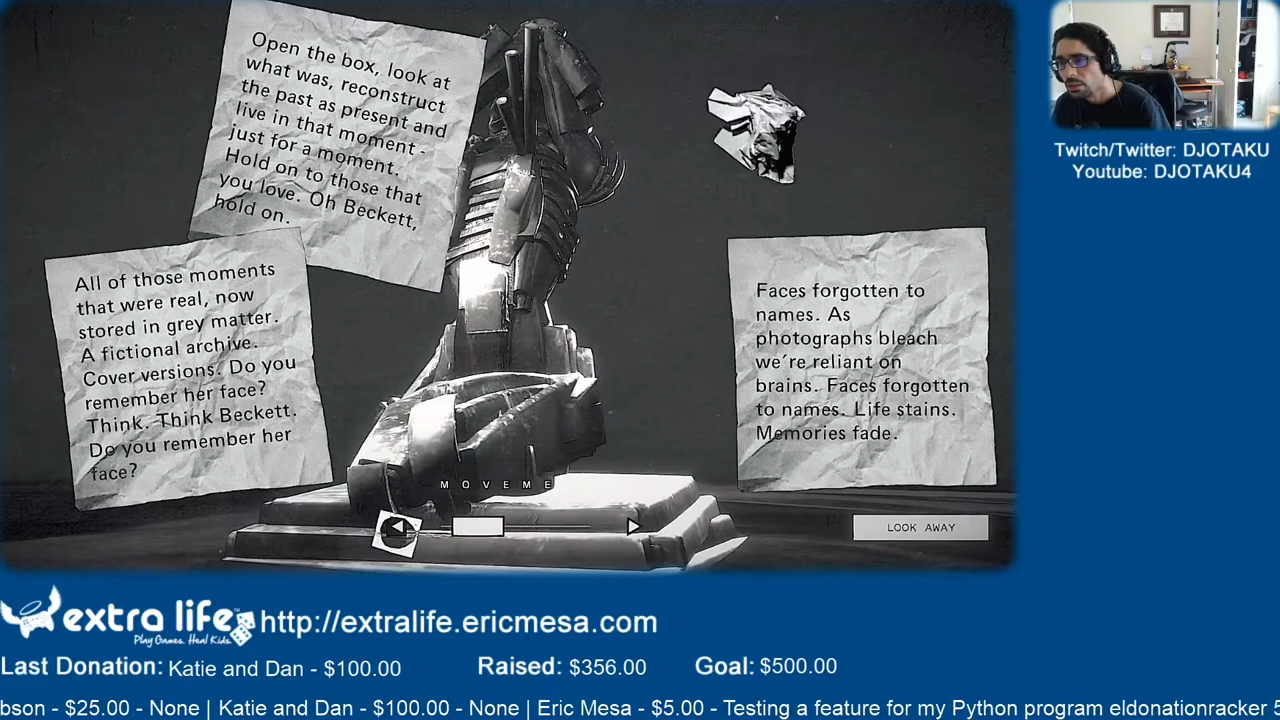 Open the box, look at
what was, reconstruct
the past as present and
live in that moment -
just for a moment.
Hold on to those that
you love. Oh Beckett,
hold on.
All of those moments
that were real, now
stored in grey matter.
A fictional archive.
Cover versions. Do you
remember her face?
Think. Think Beckett.
Do you remember her
face?
Faces forgotten to
names. As
photographs bleach
we're reliant on
brains. Faces forgotten
to names. Life stains.
Memories fade.
MOVEME
LOOK AWAY
Twitch/Twitter: DJOTAKU
Youtube: DJOTAKU4
extra life
Play Games. Heal Kids.
http://extralife.ericmesa.com
Last Donation: Katie and Dan - $100.00 Raised: $356.00 Goal: $500.00
bson - $25.00 - None | Katie and Dan - $100.00 - None | Eric Mesa - $5.00 - Testing a feature for my Python program eldonationracker 5